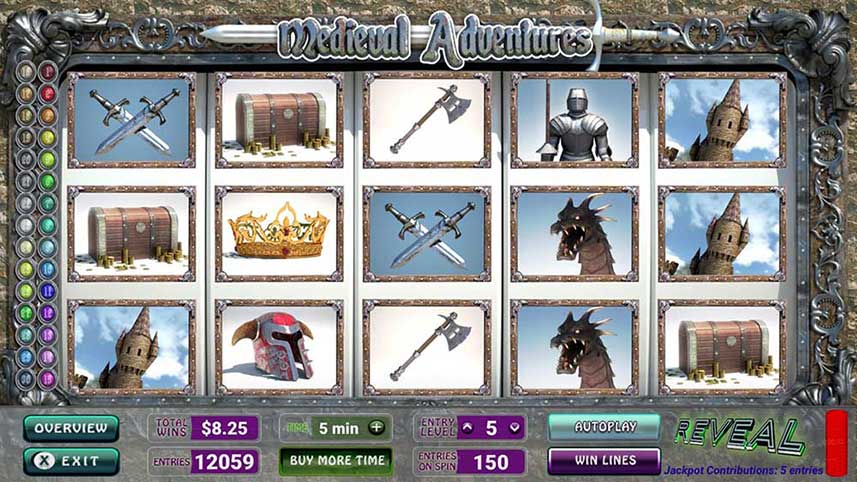 Medieval Adventures
OVERVIEW
TOTAL WINS $8.25
TIME 5 min +
ENTRY LEVEL 5
AUTOPLAY
REVEAL
X EXIT
ENTRIES 12059
BUY MORE TIME
ENTRIES ON SPIN 150
WIN LINES
Jackpot Contributions: 5 entries